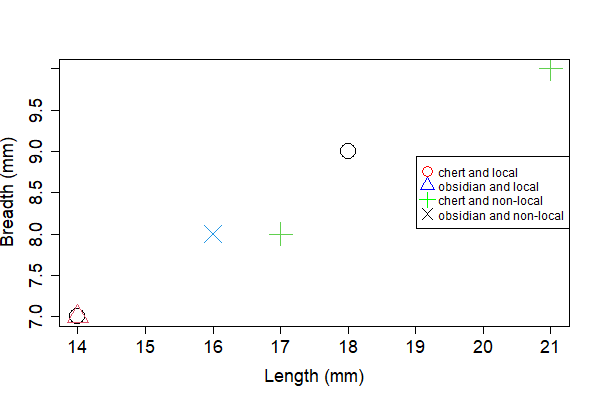 Breadth (mm)
9.5
9.0
8.5
8.0
7.5
7.0
chert and local
obsidian and local
chert and non-local
obsidian and non-local
14 15 16 17 18 19 20 21
Length (mm)